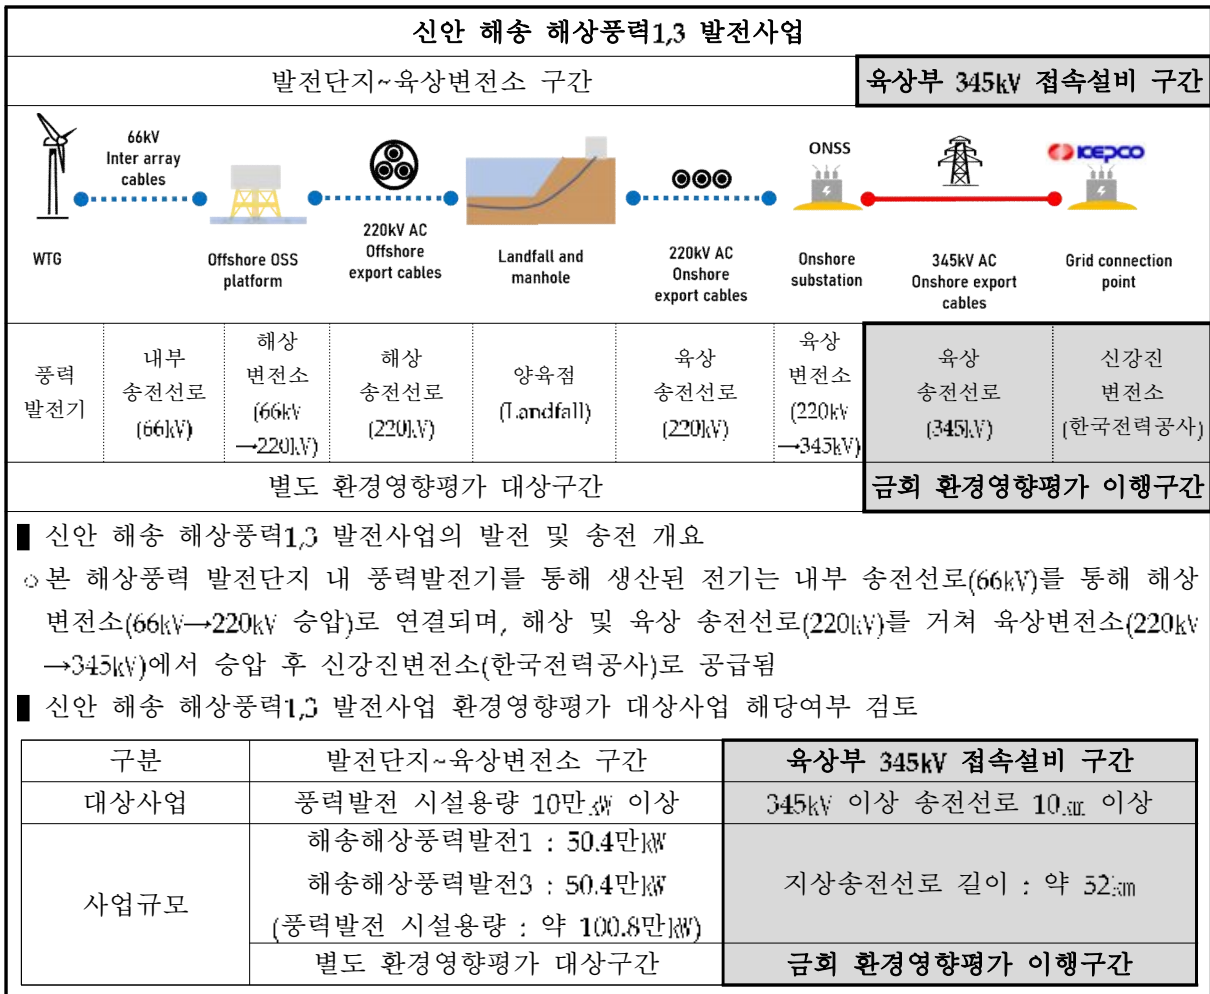 신안 해송 해상풍력1,3 발전사업
발전단지~육상변전소 구간
육상부 345kV 접속설비 구간
66kV
Inter array
cables
ONSS
KEPCO
WTG
Offshore OSS
platform
220kV AC
Offshore
export cables
Landfall and
manhole
220kV AC
Onshore
export cables
Onshore
substation
345kV AC
Onshore export
cables
Grid connection
point
풍력
발전기
내부
송전선로
(66kV)
해상
변전소
(66kV
→220kV)
해상
송전선로
(220kV)
양육점
(Landfall)
육상
송전선로
(220kV)
육상
변전소
(220kV
→345kV)
육상
송전선로
(345kV)
신강진
변전소
(한국전력공사)
별도 환경영향평가 대상구간
금회 환경영향평가 이행구간
■ 신안 해송 해상풍력1,3 발전사업의 발전 및 송전 개요
○ 본 해상풍력 발전단지 내 풍력발전기를 통해 생산된 전기는 내부 송전선로(66kV)를 통해 해상
변전소(66kV→220kV 승압)로 연결되며, 해상 및 육상 송전선로(220kV)를 거쳐 육상변전소(220kV
→345kV)에서 승압 후 신강진변전소(한국전력공사)로 공급됨
■ 신안 해송 해상풍력1,3 발전사업 환경영향평가 대상사업 해당여부 검토
구분
발전단지~육상변전소 구간
육상부 345kV 접속설비 구간
대상사업
풍력발전 시설용량 10만kW 이상
345kV 이상 송전선로 10km 이상
사업규모
해송해상풍력발전1 : 50.4만kW
해송해상풍력발전3 : 50.4만kW
(풍력발전 시설용량 : 약 100.8만kW)
지상송전선로 길이 : 약 52km
별도 환경영향평가 대상구간
금회 환경영향평가 이행구간